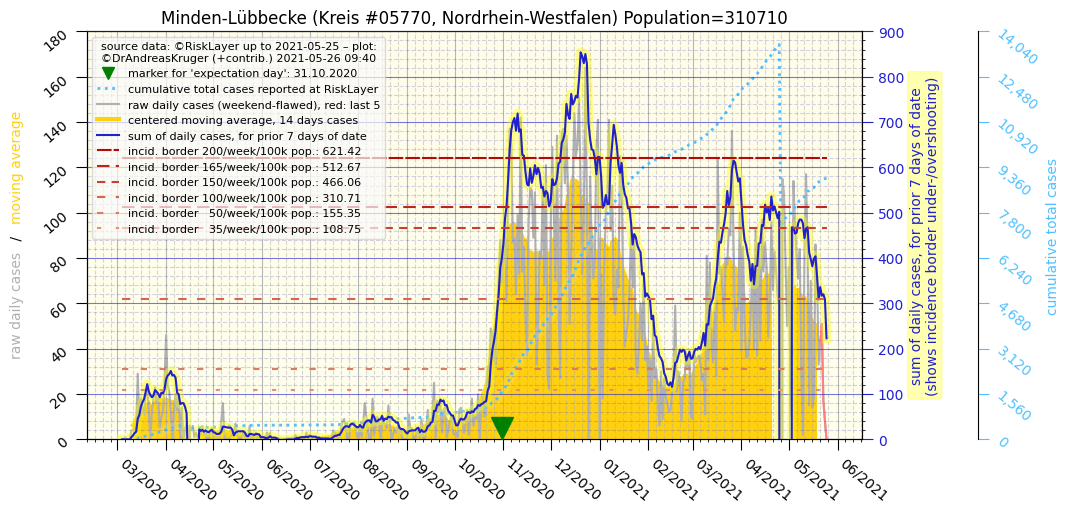 Minden-Lübbecke (Kreis #05770, Nordrhein-Westfalen) Population=310710
source data: ©RiskLayer up to 2021-05-25 – plot:
©DrAndreasKruger (+contrib.) 2021-05-26 09:40
marker for 'expectation day': 31.10.2020
cumulative total cases reported at RiskLayer
raw daily cases (weekend-flawed), red: last 5
centered moving average, 14 days cases
sum of daily cases, for prior 7 days of date
incid. border 200/week/100k pop.: 621.42
incid. border 165/week/100k pop.: 512.67
incid. border 150/week/100k pop.: 466.06
incid. border 100/week/100k pop.: 310.71
incid. border 50/week/100k pop.: 155.35
incid. border 35/week/100k pop.: 108.75
raw daily cases / moving average
180
160
140
120
100
80
60
40
20
0
03/2020
04/2020
05/2020
06/2020
07/2020
08/2020
09/2020
10/2020
11/2020
12/2020
01/2021
02/2021
03/2021
04/2021
05/2021
06/2021
900
800
700
600
500
400
300
200
100
0
sum of daily cases, for prior 7 days of date
(shows incidence border under-/overshooting)
14,040
12,480
10,920
9,360
7,800
6,240
4,680
3,120
1,560
0
cumulative total cases